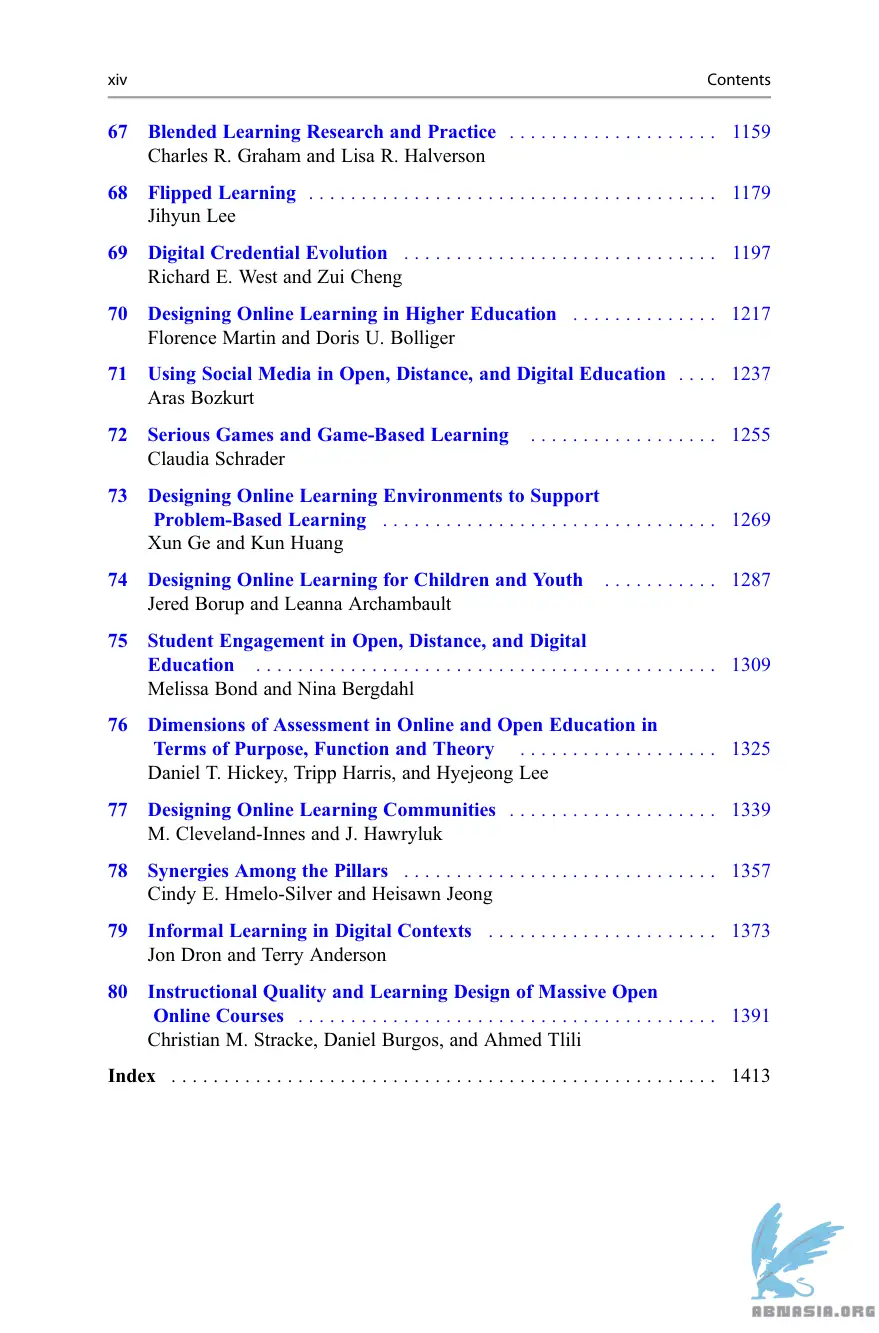 xiv Contents
67 Blended Learning Research and Practice . . . . . . . . . . . . . . . . . . . . 1159
Charles R. Graham and Lisa R. Halverson
68 Flipped Learning . . . . . . . . . . . . . . . . . . . . . . . . . . . . . . . . . . . . . . . 1179
Jihyun Lee
69 Digital Credential Evolution . . . . . . . . . . . . . . . . . . . . . . . . . . . . . . 1197
Richard E. West and Zui Cheng
70 Designing Online Learning in Higher Education . . . . . . . . . . . . . . 1217
Florence Martin and Doris U. Bolliger
71 Using Social Media in Open, Distance, and Digital Education . . . . 1237
Aras Bozkurt
72 Serious Games and Game-Based Learning . . . . . . . . . . . . . . . . . . 1255
Claudia Schrader
73 Designing Online Learning Environments to Support
Problem-Based Learning . . . . . . . . . . . . . . . . . . . . . . . . . . . . . . . . 1269
Xun Ge and Kun Huang
74 Designing Online Learning for Children and Youth . . . . . . . . . . . 1287
Jered Borup and Leanna Archambault
75 Student Engagement in Open, Distance, and Digital
Education . . . . . . . . . . . . . . . . . . . . . . . . . . . . . . . . . . . . . . . . . . . . 1309
Melissa Bond and Nina Bergdahl
76 Dimensions of Assessment in Online and Open Education in
Terms of Purpose, Function and Theory . . . . . . . . . . . . . . . . . . . 1325
Daniel T. Hickey, Tripp Harris, and Hyejeong Lee
77 Designing Online Learning Communities . . . . . . . . . . . . . . . . . . . . 1339
M. Cleveland-Innes and J. Hawryluk
78 Synergies Among the Pillars . . . . . . . . . . . . . . . . . . . . . . . . . . . . . . 1357
Cindy E. Hmelo-Silver and Heisawn Jeong
79 Informal Learning in Digital Contexts . . . . . . . . . . . . . . . . . . . . . . 1373
Jon Dron and Terry Anderson
80 Instructional Quality and Learning Design of Massive Open
Online Courses . . . . . . . . . . . . . . . . . . . . . . . . . . . . . . . . . . . . . . . . 1391
Christian M. Stracke, Daniel Burgos, and Ahmed Tlili
Index . . . . . . . . . . . . . . . . . . . . . . . . . . . . . . . . . . . . . . . . . . . . . . . . . . . . 1413
ABNASIA.ORG